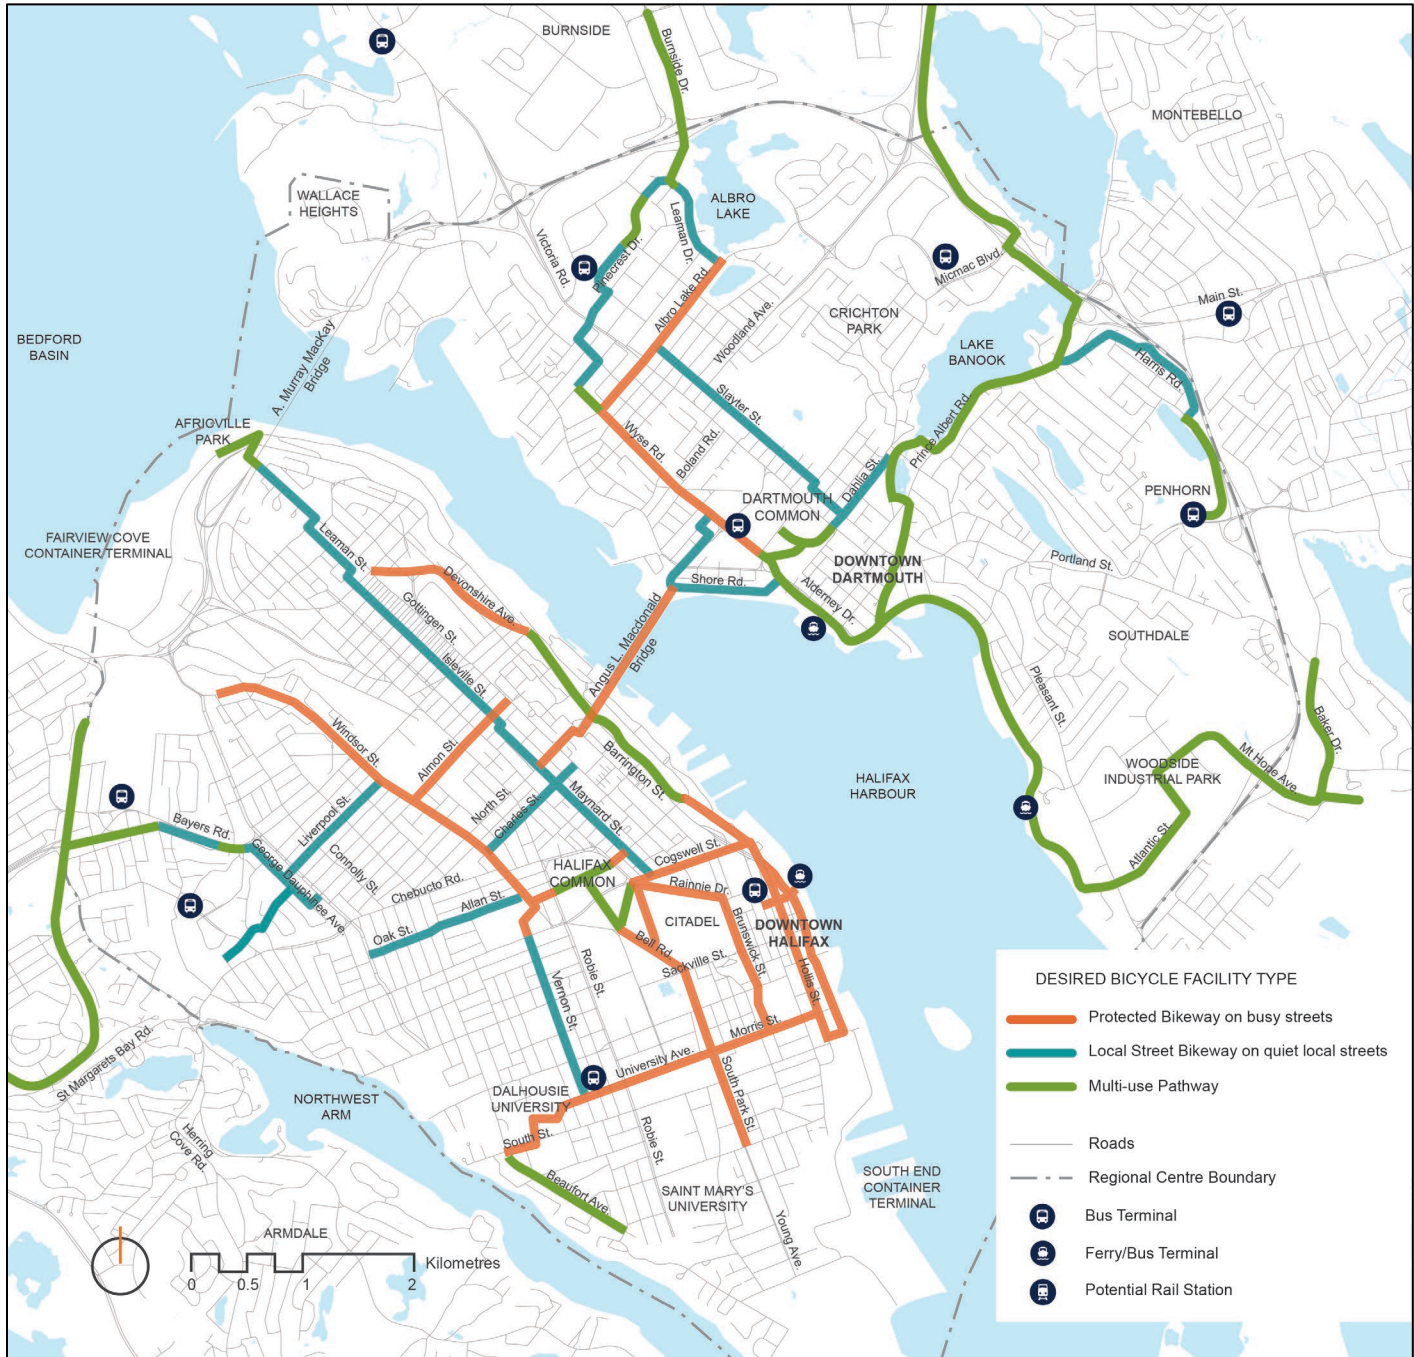 BURNSIDE
Burnside Dr.
MONTEBELLO
WALLACE
HEIGHTS
ALBRO
LAKE
Leaman Dr.
Victoria Rd.
Pinecrest Dr.
Micmac Blvd.
Main St.
Albro Lake Rd.
Woodland Ave.
CRICHTON
PARK
LAKE
BANOOK
BEDFORD
BASIN
A. Murray MacKay
Bridge
Harris Rd.
Slayter St.
Prince Albert Rd.
AFRICVILLE
PARK
Wyse Rd.
Boland Rd.
Dahlia St.
DARTMOUTH
COMMON
PENHORN
FAIRVIEW COVE
CONTAINER TERMINAL
Leaman St.
Devonshire Ave.
DOWNTOWN
DARTMOUTH
Portland St.
Shore Rd.
Alderney Dr.
Gottingen St.
Angus L. Macdonald
Bridge
SOUTHDALE
Isleville St.
Pleasant St.
Baker Dr.
Windsor St.
Almon St.
Barrington St.
HALIFAX
HARBOUR
WOODSIDE
INDUSTRIAL PARK
Mt Hope Ave.
North St.
Charles St.
Maynard St.
Liverpool St.
Bayers Rd.
George Dauphinee Ave.
Connolly St.
Chebucto Rd.
HALIFAX
COMMON
Cogswell St.
Atlantic St.
Rainnie Dr.
Allan St.
Oak St.
CITADEL
Brunswick St.
DOWNTOWN
HALIFAX
Bell Rd.
Sackville St.
Robie St.
Vernon St.
Hollis St.
Morris St.
University Ave.
South Park St.
St Margarets Bay Rd.
NORTHWEST
ARM
DALHOUSIE
UNIVERSITY
South St.
Robie St.
Herring
Cove Rd.
Beaufort Ave.
SAINT MARY'S
UNIVERSITY
SOUTH END
CONTAINER
TERMINAL
Young Ave.
ARMDALE
Kilometres
0 0.5 1 2
DESIRED BICYCLE FACILITY TYPE
Protected Bikeway on busy streets
Local Street Bikeway on quiet local streets
Multi-use Pathway
Roads
Regional Centre Boundary
Bus Terminal
Ferry/Bus Terminal
Potential Rail Station